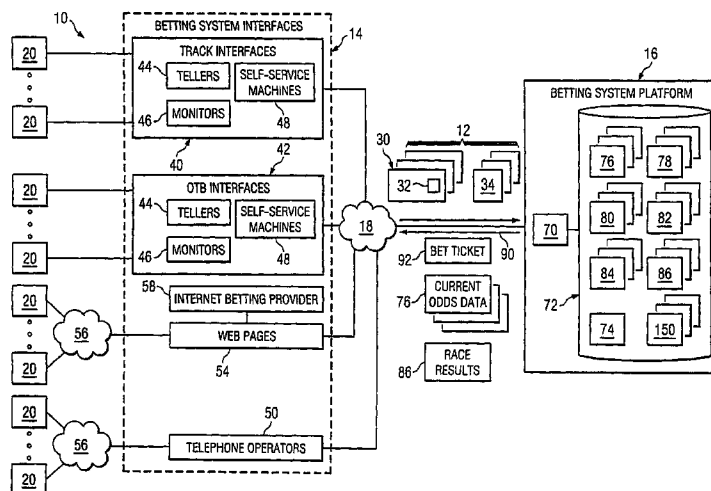 10
BETTING SYSTEM INTERFACES
14
20
TRACK INTERFACES
44
TELLERS
SELF-SERVICE
MACHINES
48
46
MONITORS
20
40
42
20
OTB INTERFACES
44
TELLERS
SELF-SERVICE
MACHINES
48
46
MONITORS
20
20
58
INTERNET BETTING PROVIDER
56
WEB PAGES
54
20
20
50
56
TELEPHONE OPERATORS
20
18
12
30
32
34
90
92
BET TICKET
76
CURRENT
ODDS DATA
86
RACE
RESULTS
16
BETTING SYSTEM PLATFORM
76
78
80
82
70
84
86
72
74
150